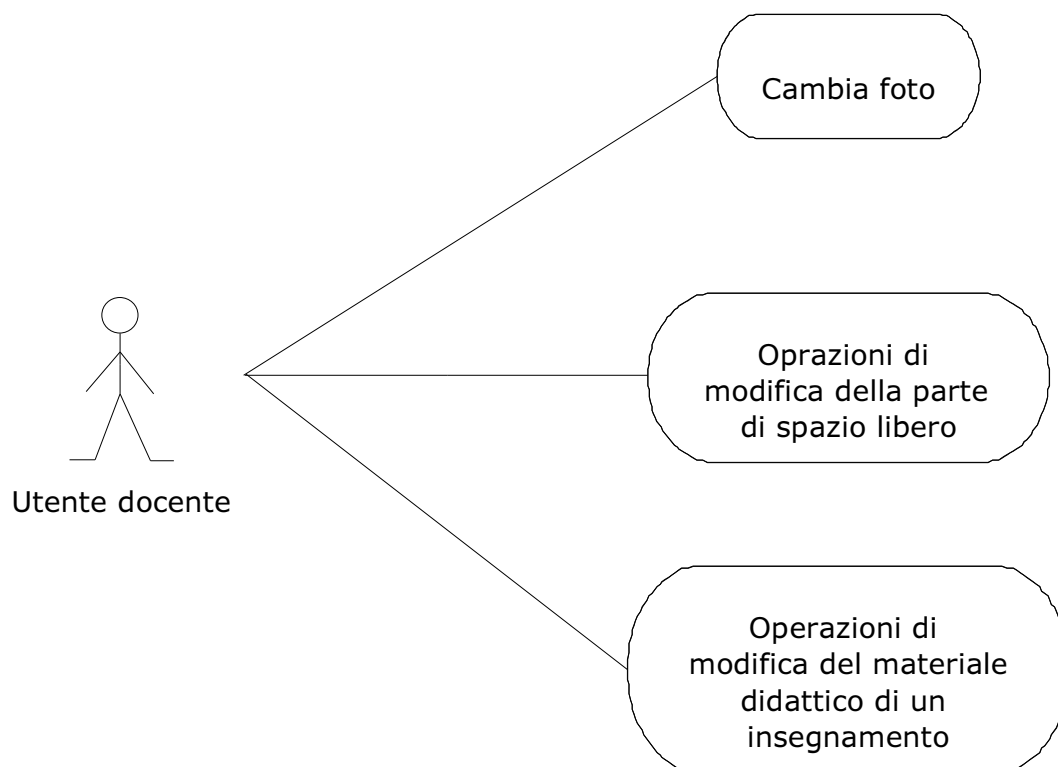 Cambia foto
Oprazioni di
modifica della parte
di spazio libero
Utente docente
Operazioni di
modifica del materiale
didattico di un
insegnamento